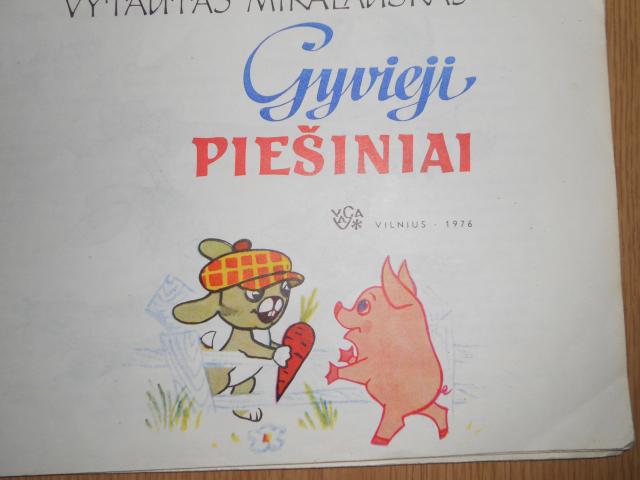 VYTAUTAS MIKALAUSKAS
Gyvieji
PIEŠINIAI
VILNIUS - 1976